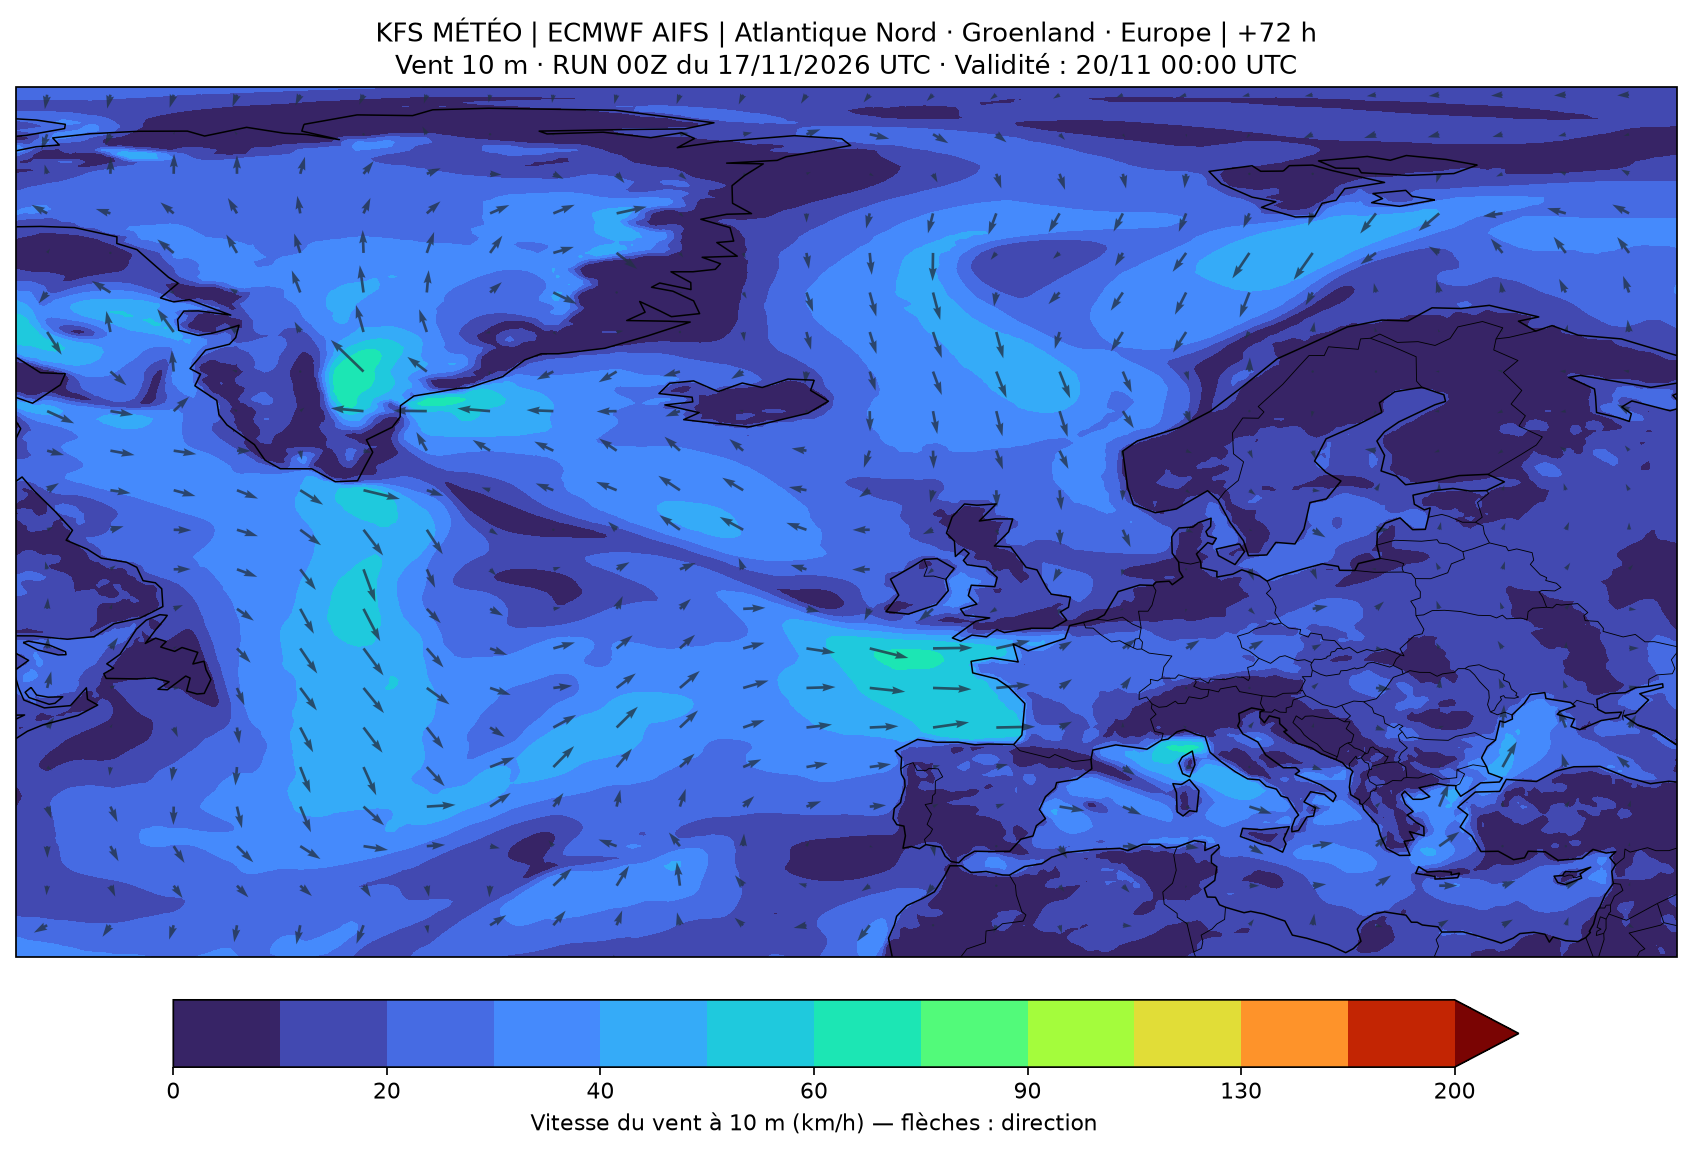 KFS MÉTÉO | ECMWF AIFS | Atlantique Nord · Groenland · Europe | +72 h
Vent 10 m · RUN 00Z du 17/11/2026 UTC · Validité : 20/11 00:00 UTC
0 20 40 60 90 130 200
Vitesse du vent à 10 m (km/h) — flèches : direction